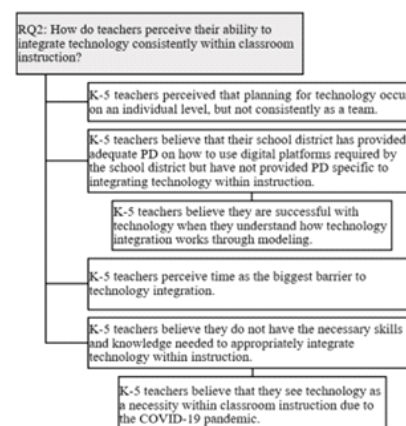 RQ2: How do teachers perceive their ability to
integrate technology consistently within classroom
instruction?
K-5 teachers perceived that planning for technology occu
on an individual level, but not consistently as a team.
K-5 teachers believe that their school district has provided
adequate PD on how to use digital platforms required by
the school district but have not provided PD specific to
integrating technology within instruction.
K-5 teachers believe they are successful with
technology when they understand how technology
integration works through modeling.
K-5 teachers perceive time as the biggest barrier to
technology integration.
K-5 teachers believe they do not have the necessary skills
and knowledge needed to appropriately integrate
technology within instruction.
K-5 teachers believe that they see technology as
a necessity within classroom instruction due to
the COVID-19 pandemic.